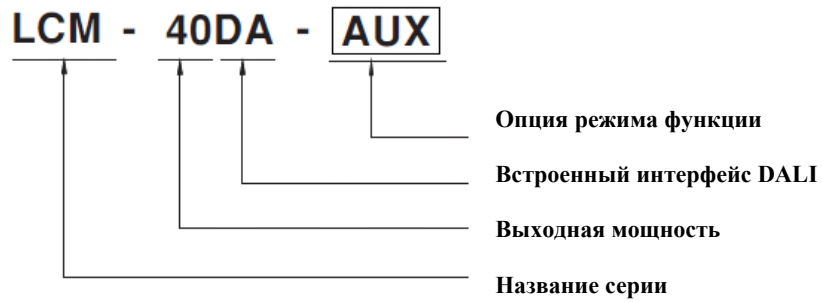 LCM - 40DA - AUX
Опция режима функции
Встроенный интерфейс DALI
Выходная мощность
Название серии